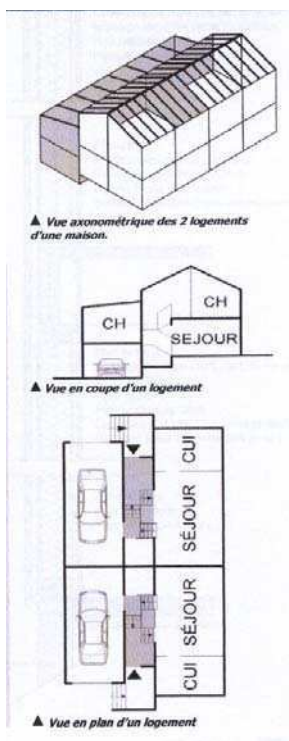 ▲ Vue axonométrique des 2 logements
d'une maison.
CH
CH
SEJOUR
▲ Vue en coupe d'un logement
CUI
SÉJOUR
SÉJOUR
CUI
▲ Vue en plan d'un logement